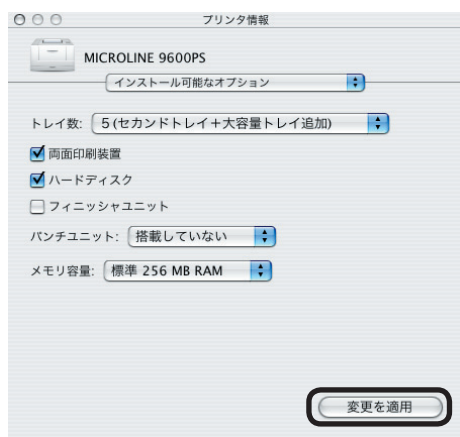 プリンタ情報
MICROLINE 9600PS
インストール可能なオプション
トレイ数: 5(セカンドトレイ+大容量トレイ追加)
両面印刷装置
ハードディスク
フィニッシャユニット
パンチユニット: 搭載していない
メモリ容量: 標準 256 MB RAM
変更を適用